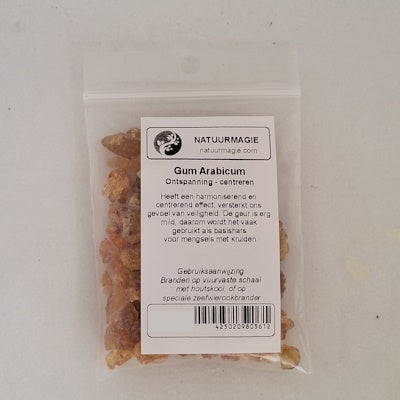 NATUURMAGIE
natuurmagie.com
Gum Arabicum
Ontspanning - centreren
Heeft een harmoniserend en
centrerend effect, versterkt ons
gevoel van veiligheid. De geur is erg
mild, daarom wordt het vaak
gebruikt als basishars
voor mengsels met kruiden.
Gebruiksaanwijzing:
Branden op vuurvaste schaal
met houtskool, of op
speciale zeefwierookbrander
4250209803612